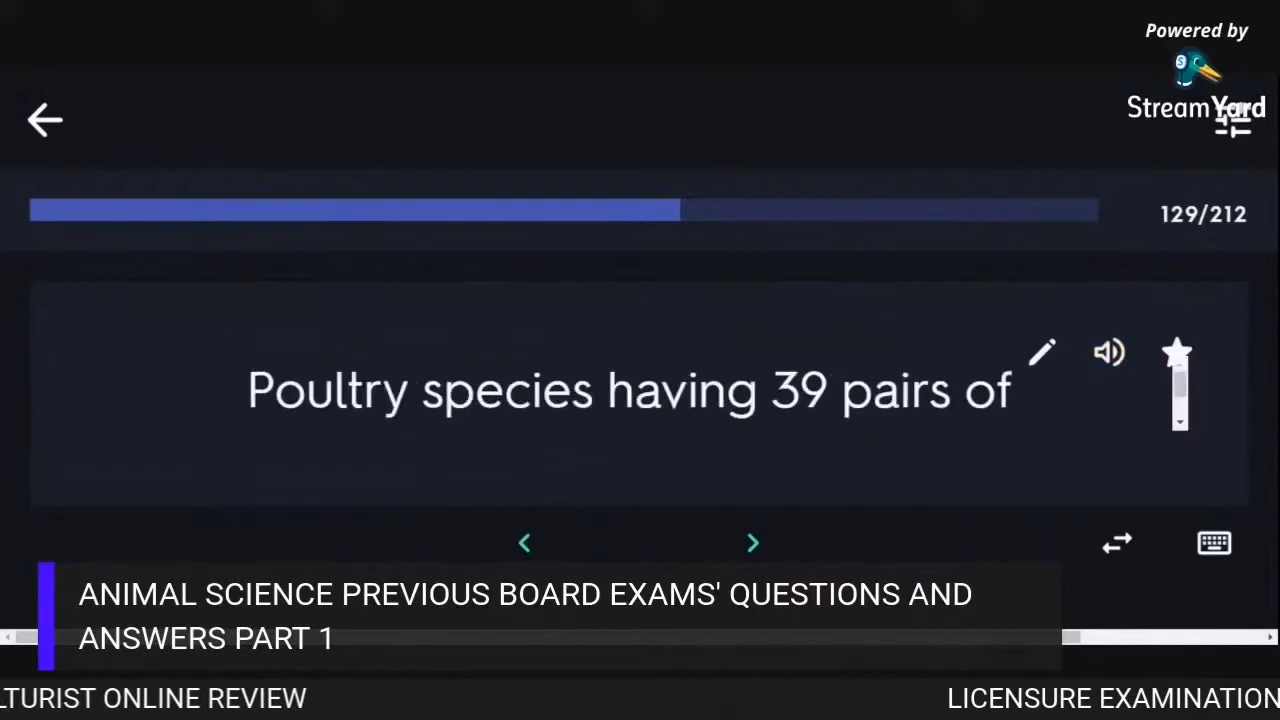 Powered by
StreamYard
129/212
Poultry species having 39 pairs of
ANIMAL SCIENCE PREVIOUS BOARD EXAMS' QUESTIONS AND
ANSWERS PART 1
LTURIST ONLINE REVIEW LICENSURE EXAMINATION